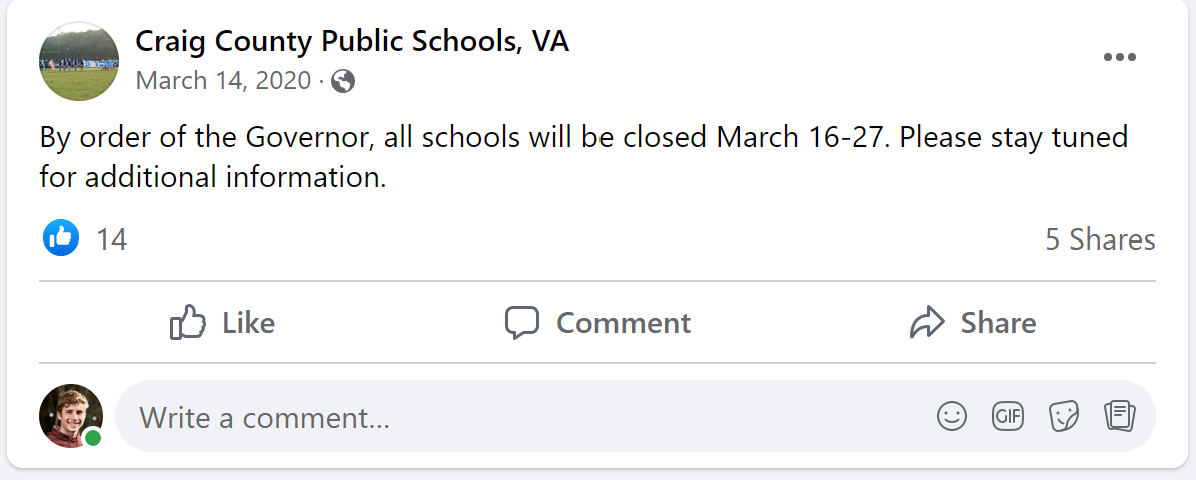 Craig County Public Schools, VA
March 14, 2020 ·
By order of the Governor, all schools will be closed March 16-27. Please stay tuned
for additional information.
14
5 Shares
Like
Comment
Share
Write a comment...
GIF